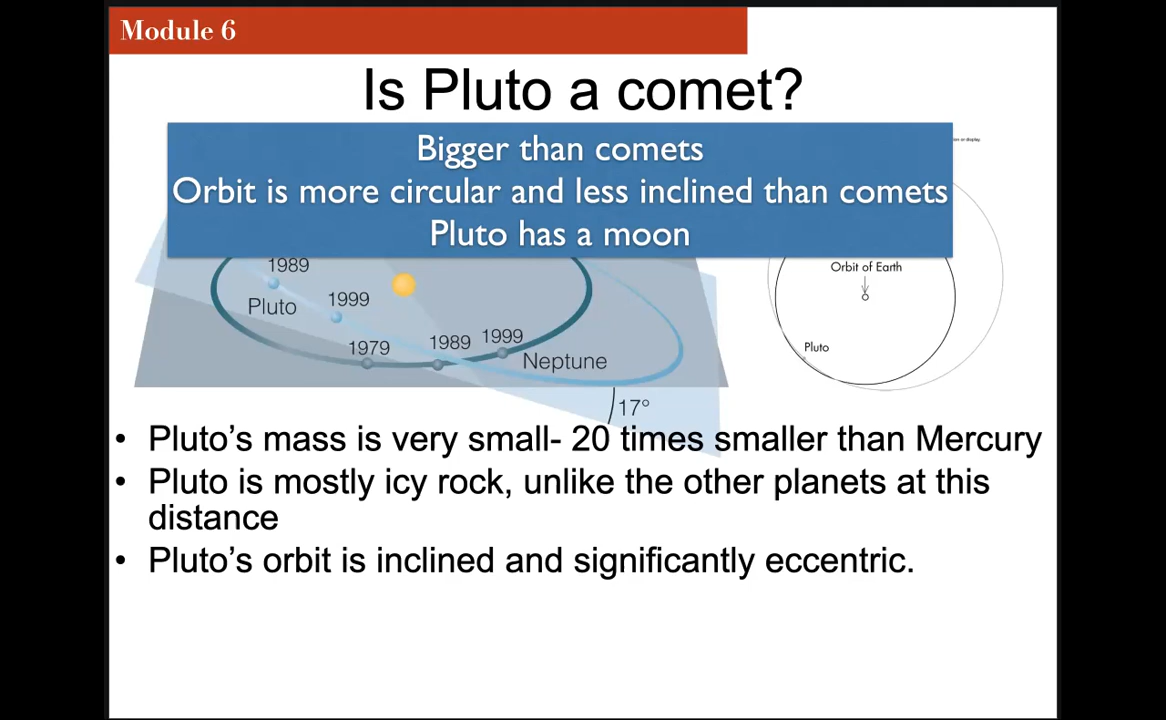 Module 6
Is Pluto a comet?
Bigger than comets
Orbit is more circular and less inclined than comets
Pluto has a moon
on display.
1989
Pluto
1999
1979
1989
1999
Neptune
17°
Orbit of Earth
Pluto
• Pluto’s mass is very small- 20 times smaller than Mercury
• Pluto is mostly icy rock, unlike the other planets at this
distance
• Pluto’s orbit is inclined and significantly eccentric.